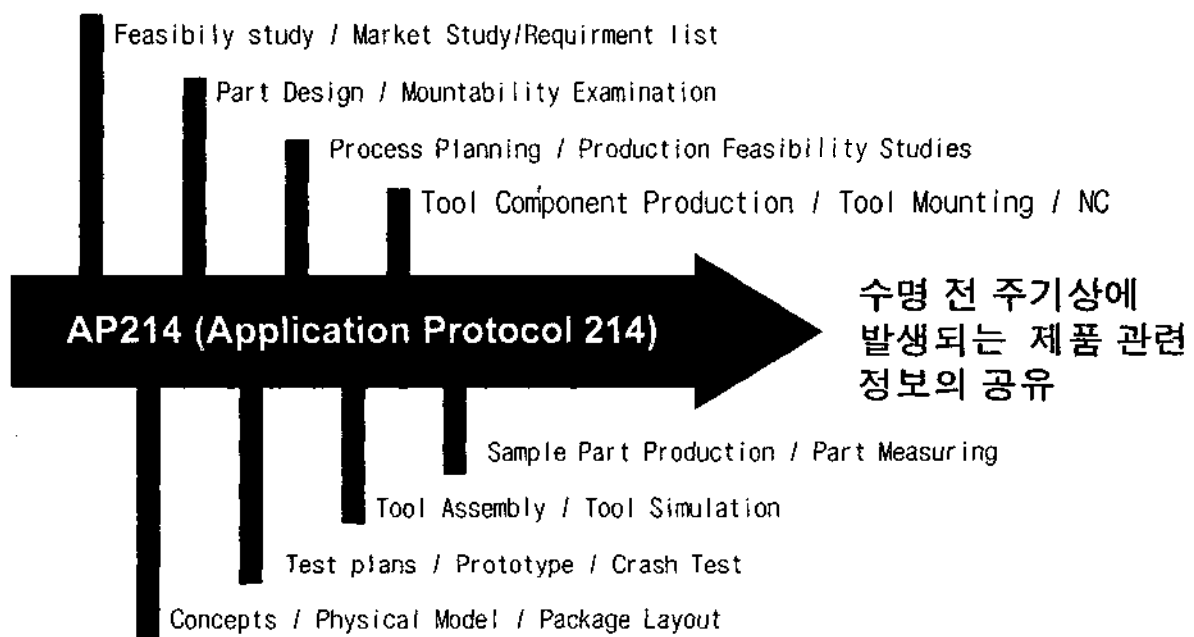 Feasibily study / Market Study/Requirment list
Part Design / Mountability Examination
Process Planning / Production Feasibility Studies
Tool Component Production / Tool Mounting / NC
AP214 (Application Protocol 214)
수명 전 주기상에
발생되는 제품 관련
정보의 공유
Sample Part Production / Part Measuring
Tool Assembly / Tool Simulation
Test plans / Prototype / Crash Test
Concepts / Physical Model / Package Layout